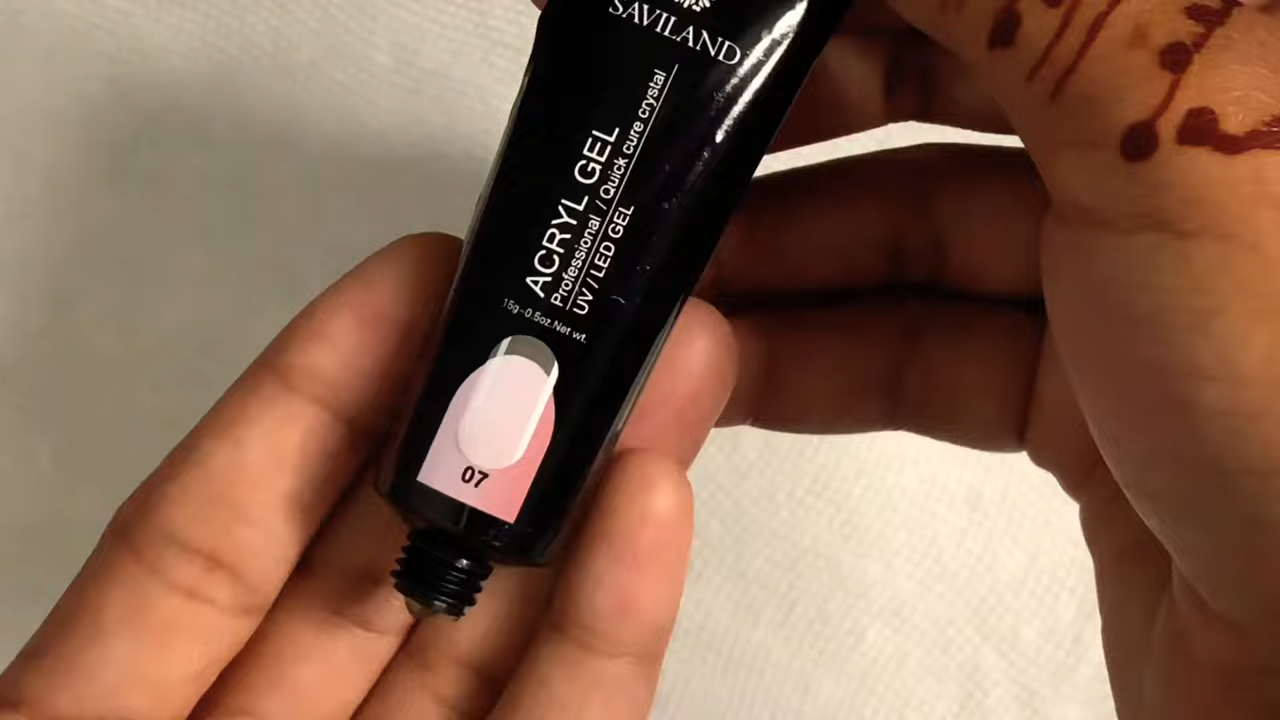 SAVILAND
ACRYL GEL
Professional / Quick cure crystal
UV / LED GEL
15g-0.5oz.Net wt.
07